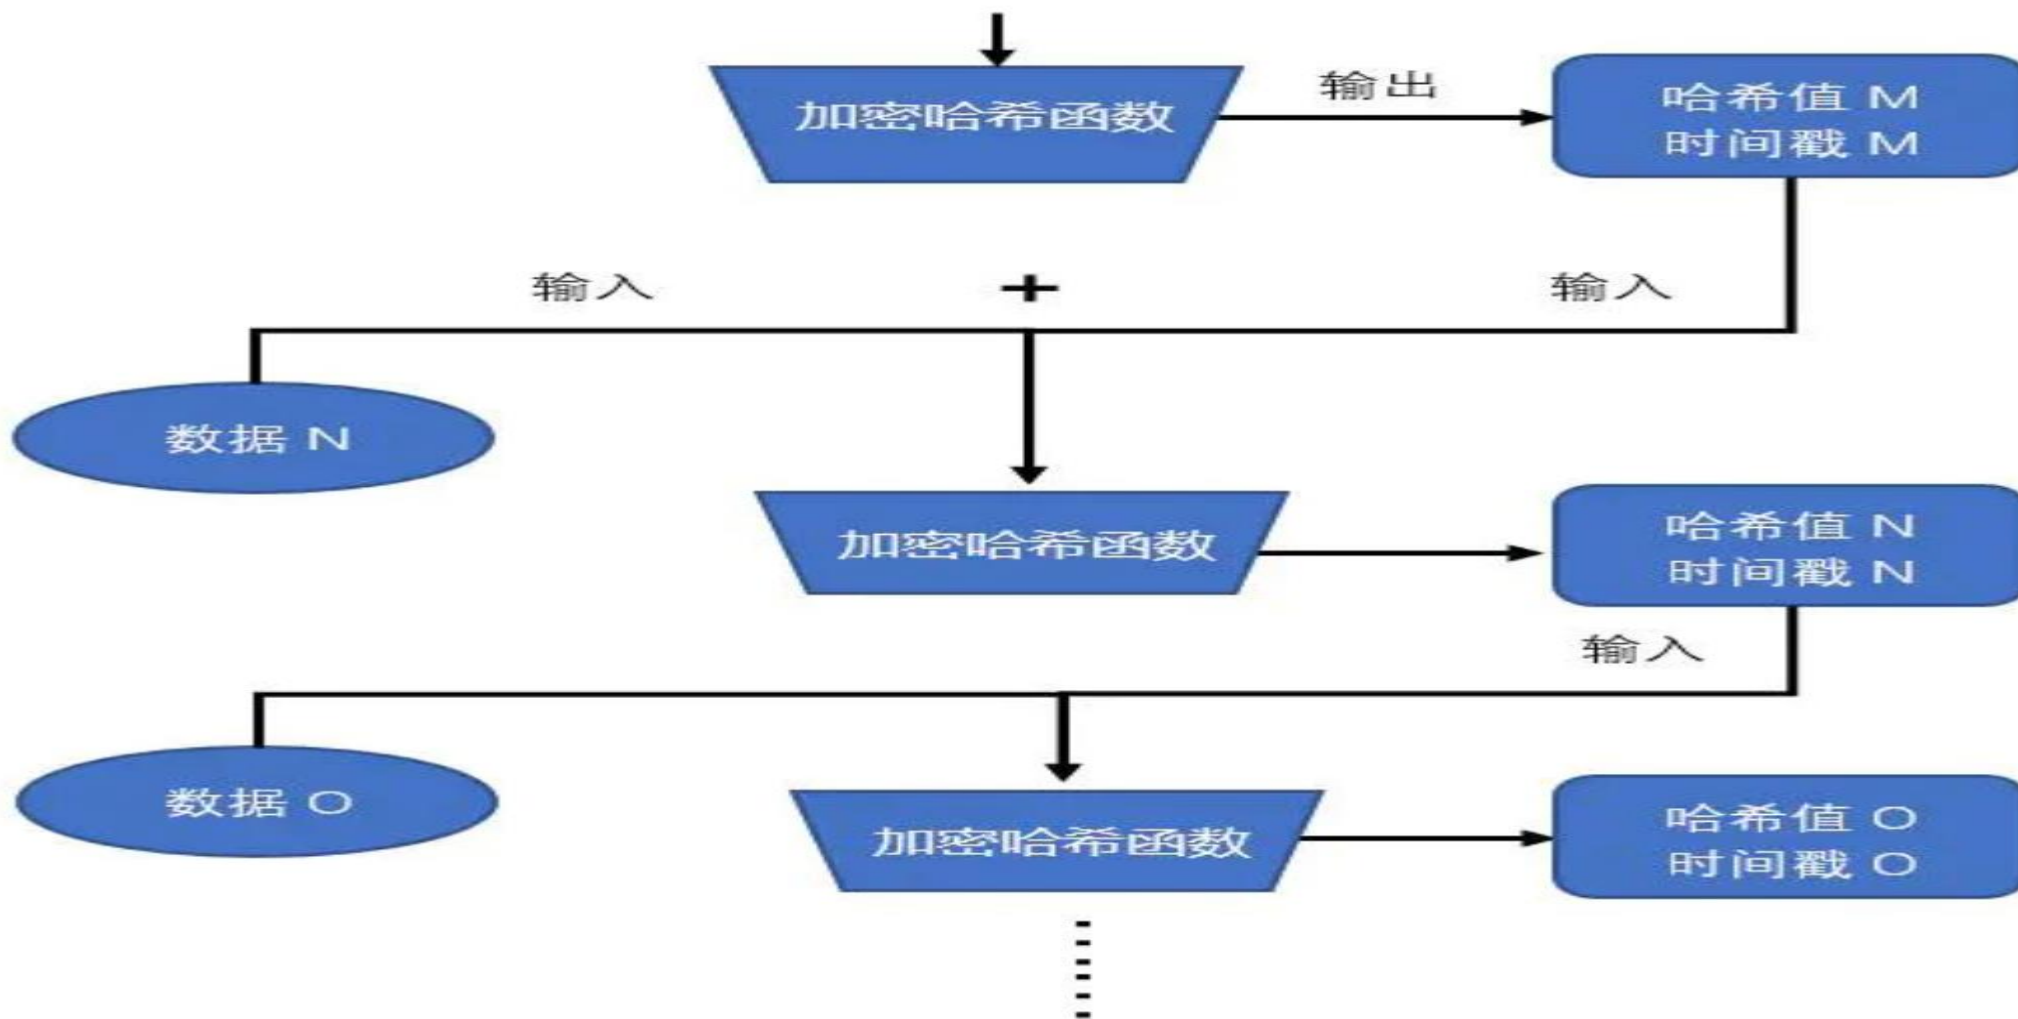 输出
加密哈希函数
哈希值 M
时间戳 M
输入
+
输入
数据 N
加密哈希函数
哈希值 N
时间戳 N
输入
数据 O
加密哈希函数
哈希值 O
时间戳 O